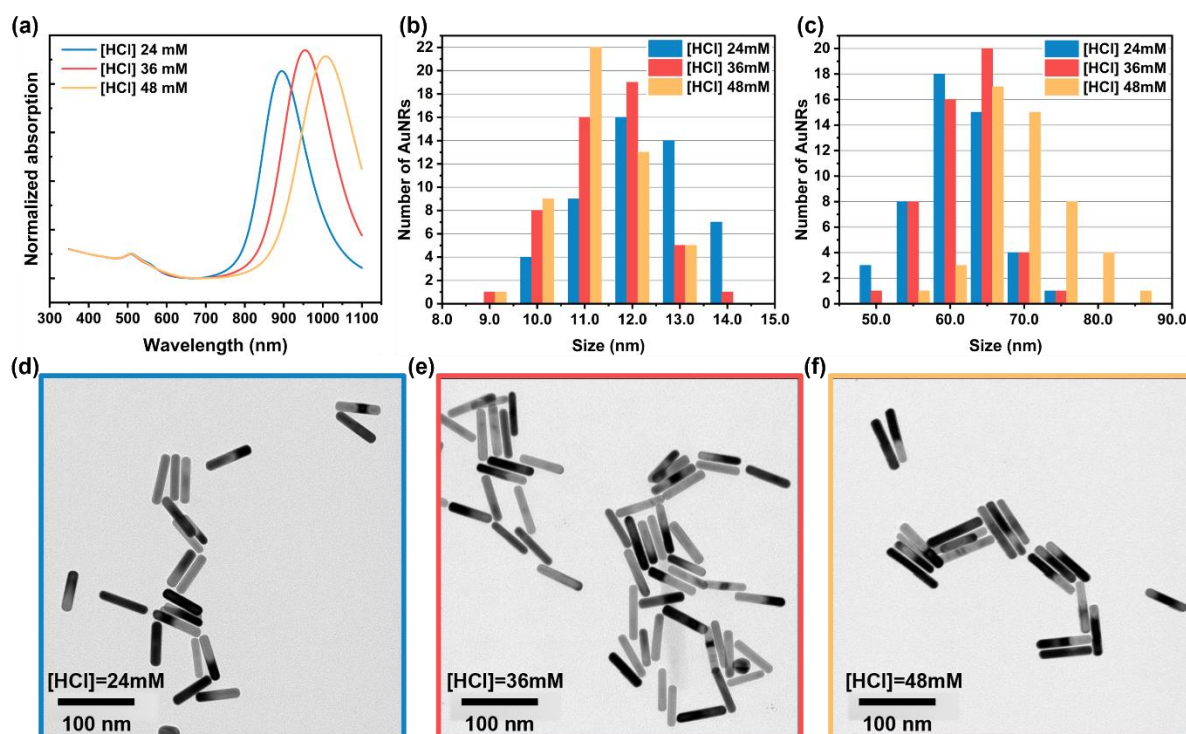 (a)
[HCl] 24 mM
[HCl] 36 mM
[HCl] 48 mM
Normalized absorption
300 400 500 600 700 800 900 1000 1100
Wavelength (nm)
(b)
[HCl] 24mM
[HCl] 36mM
[HCl] 48mM
Number of AuNRs
22
20
18
16
14
12
10
8
6
4
2
0
8.0 9.0 10.0 11.0 12.0 13.0 14.0 15.0
Size (nm)
(c)
[HCl] 24mM
[HCl] 36mM
[HCl] 48mM
Number of AuNRs
20
18
16
14
12
10
8
6
4
2
0
50.0 60.0 70.0 80.0 90.0
Size (nm)
(d)
[HCl]=24mM
100 nm
(e)
[HCl]=36mM
100 nm
(f)
[HCl]=48mM
100 nm